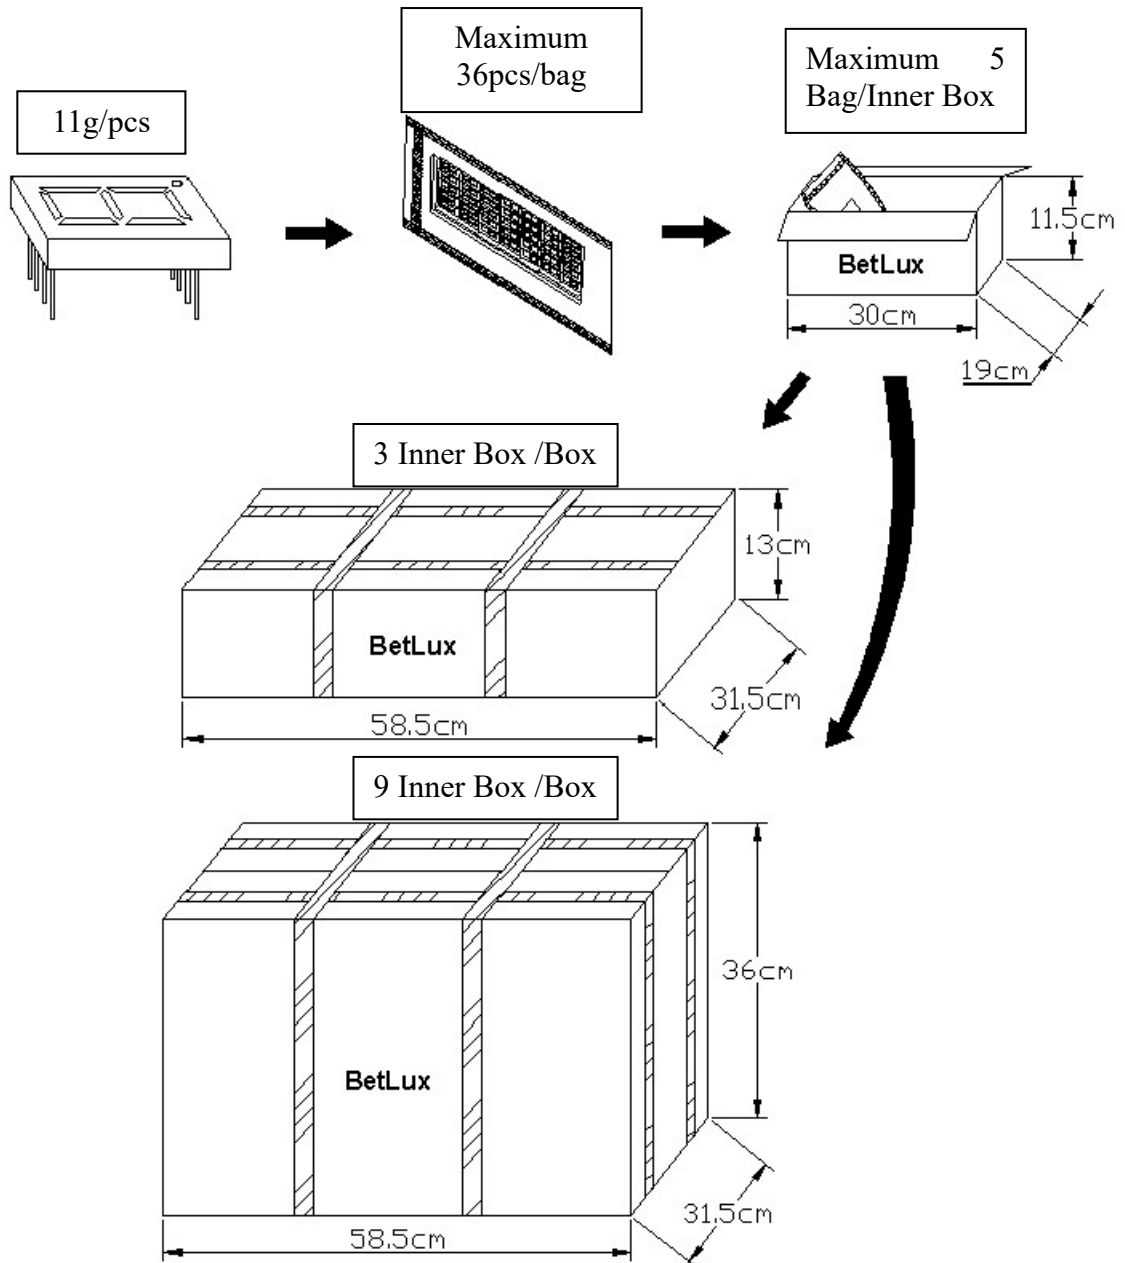 Maximum
36pcs/bag
Maximum 5
Bag/Inner Box
11g/pcs
11.5cm
BetLux
30cm
19cm
3 Inner Box /Box
13cm
BetLux
31.5cm
58.5cm
9 Inner Box /Box
36cm
BetLux
31.5cm
58.5cm